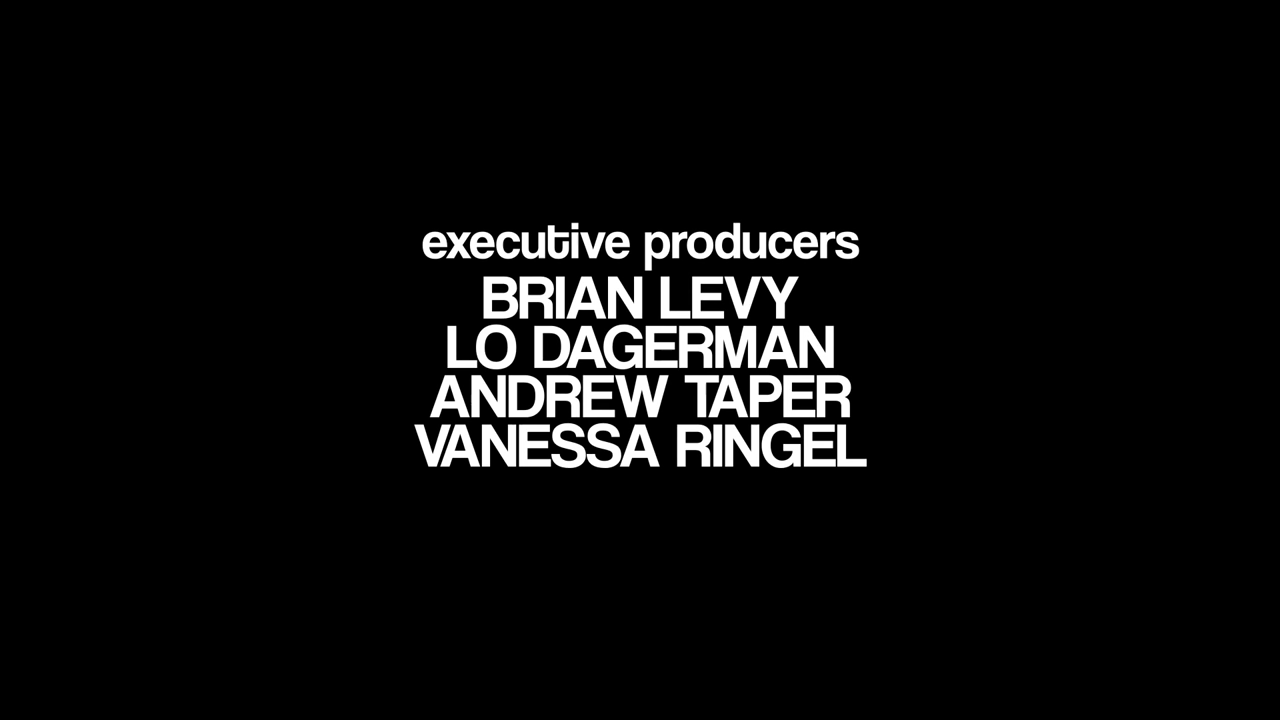 executive producers
BRIAN LEVY
LO DAGERMAN
ANDREW TAPER
VANESSA RINGEL